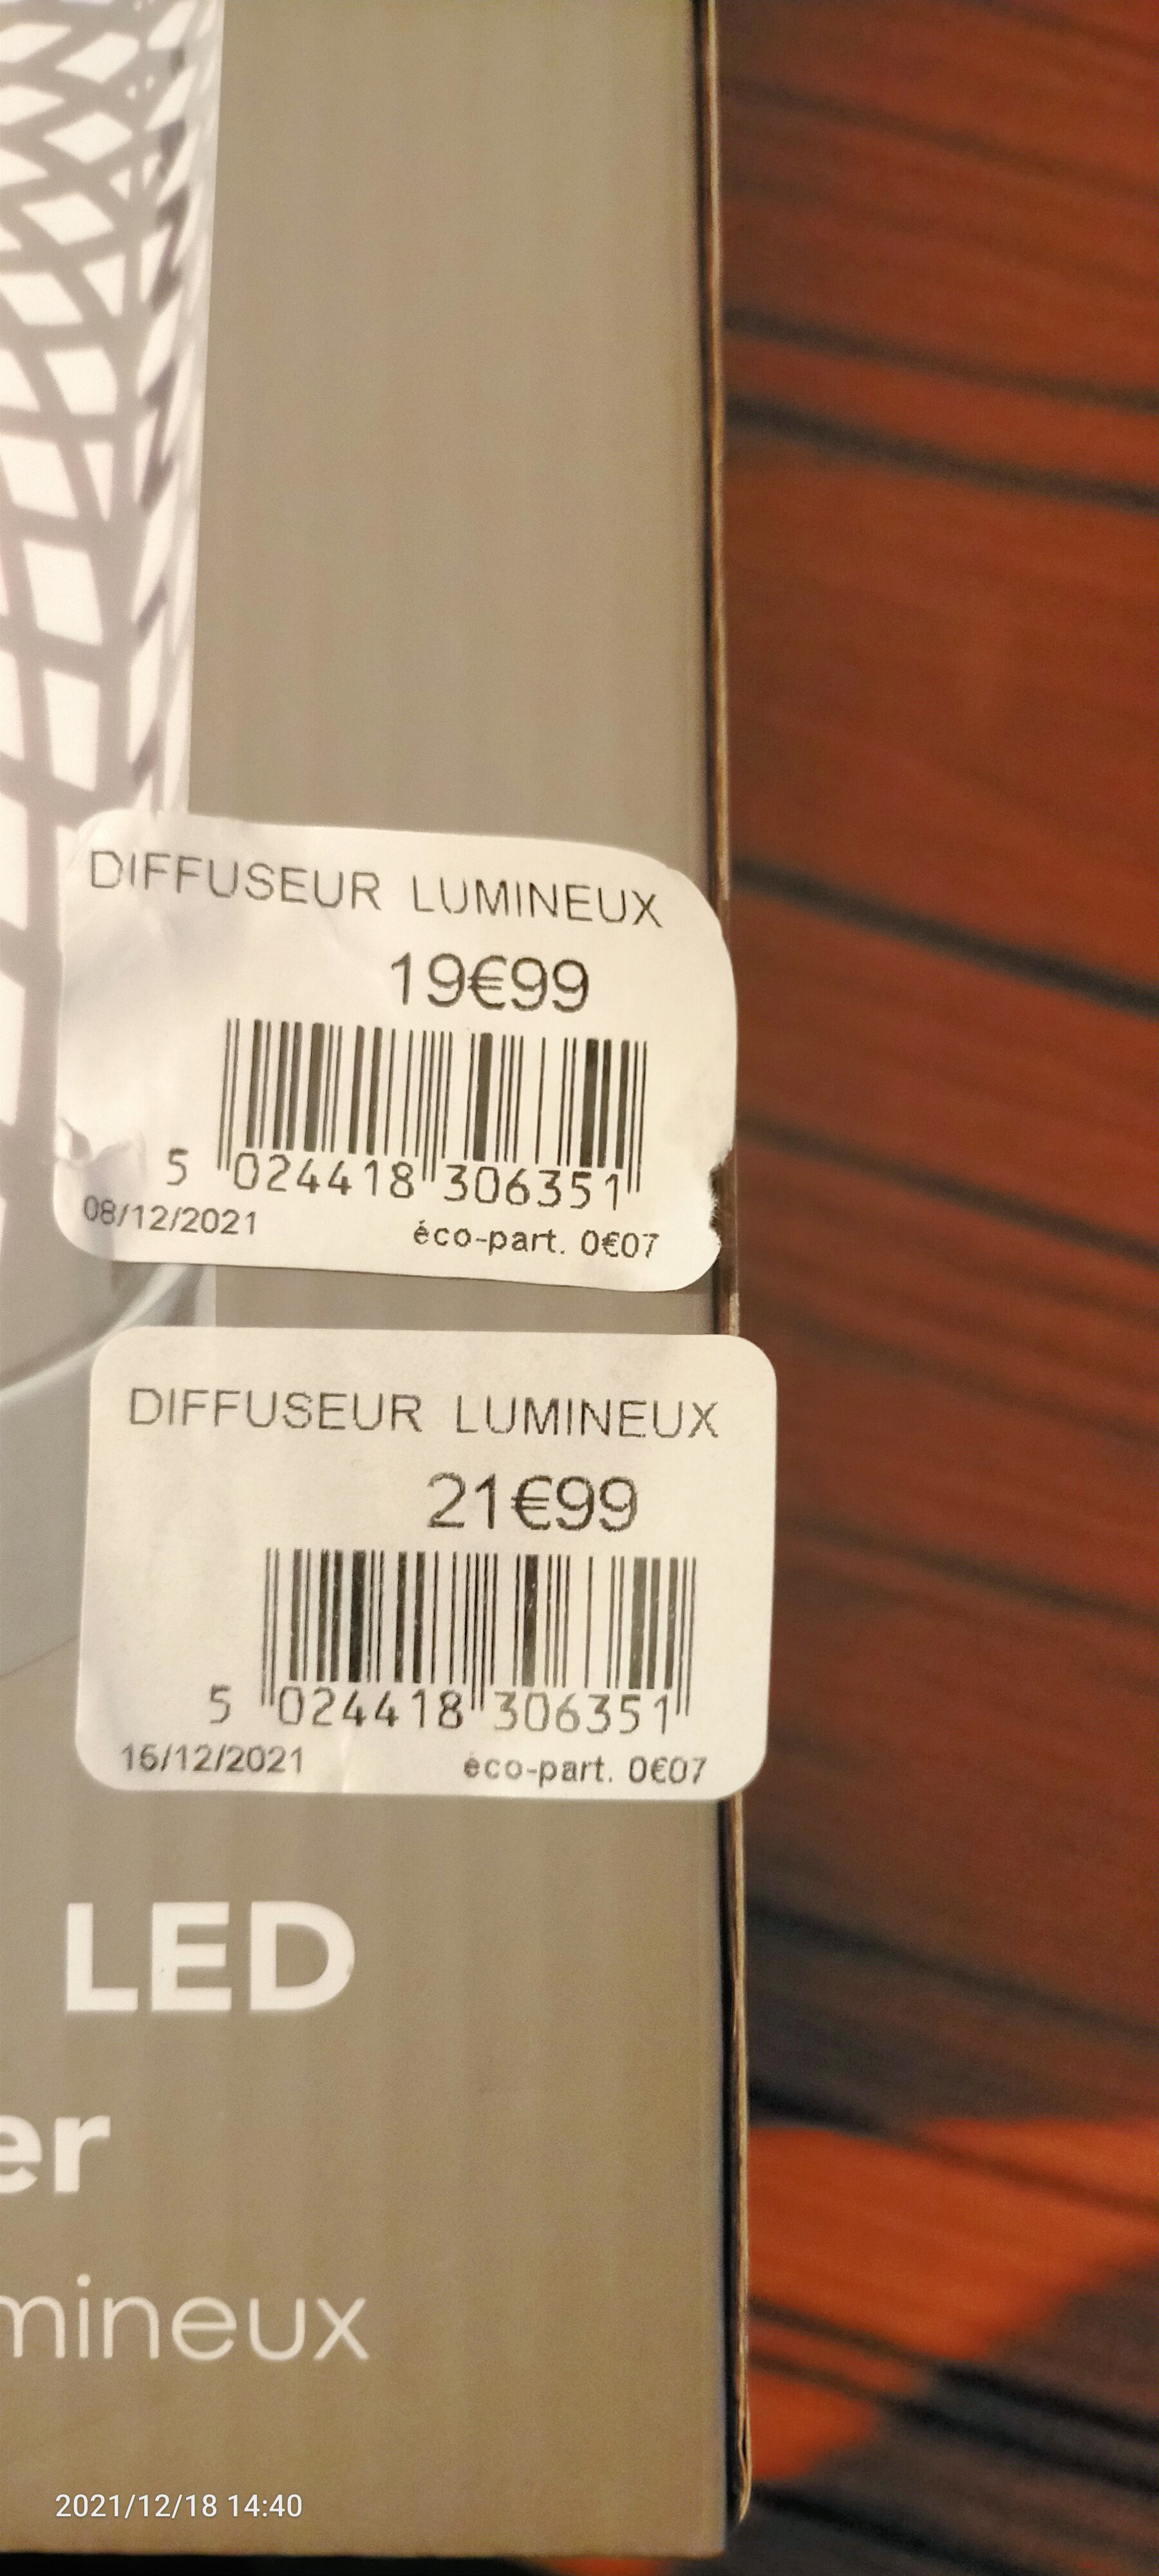 DIFFUSEUR LUMINEUX
19€99
5 024418 306351
08/12/2021 éco-part. 0€07
DIFFUSEUR LUMINEUX
21€99
5 024418 306351
16/12/2021 éco-part. 0€07
LED
er
mineux
2021/12/18 14:40